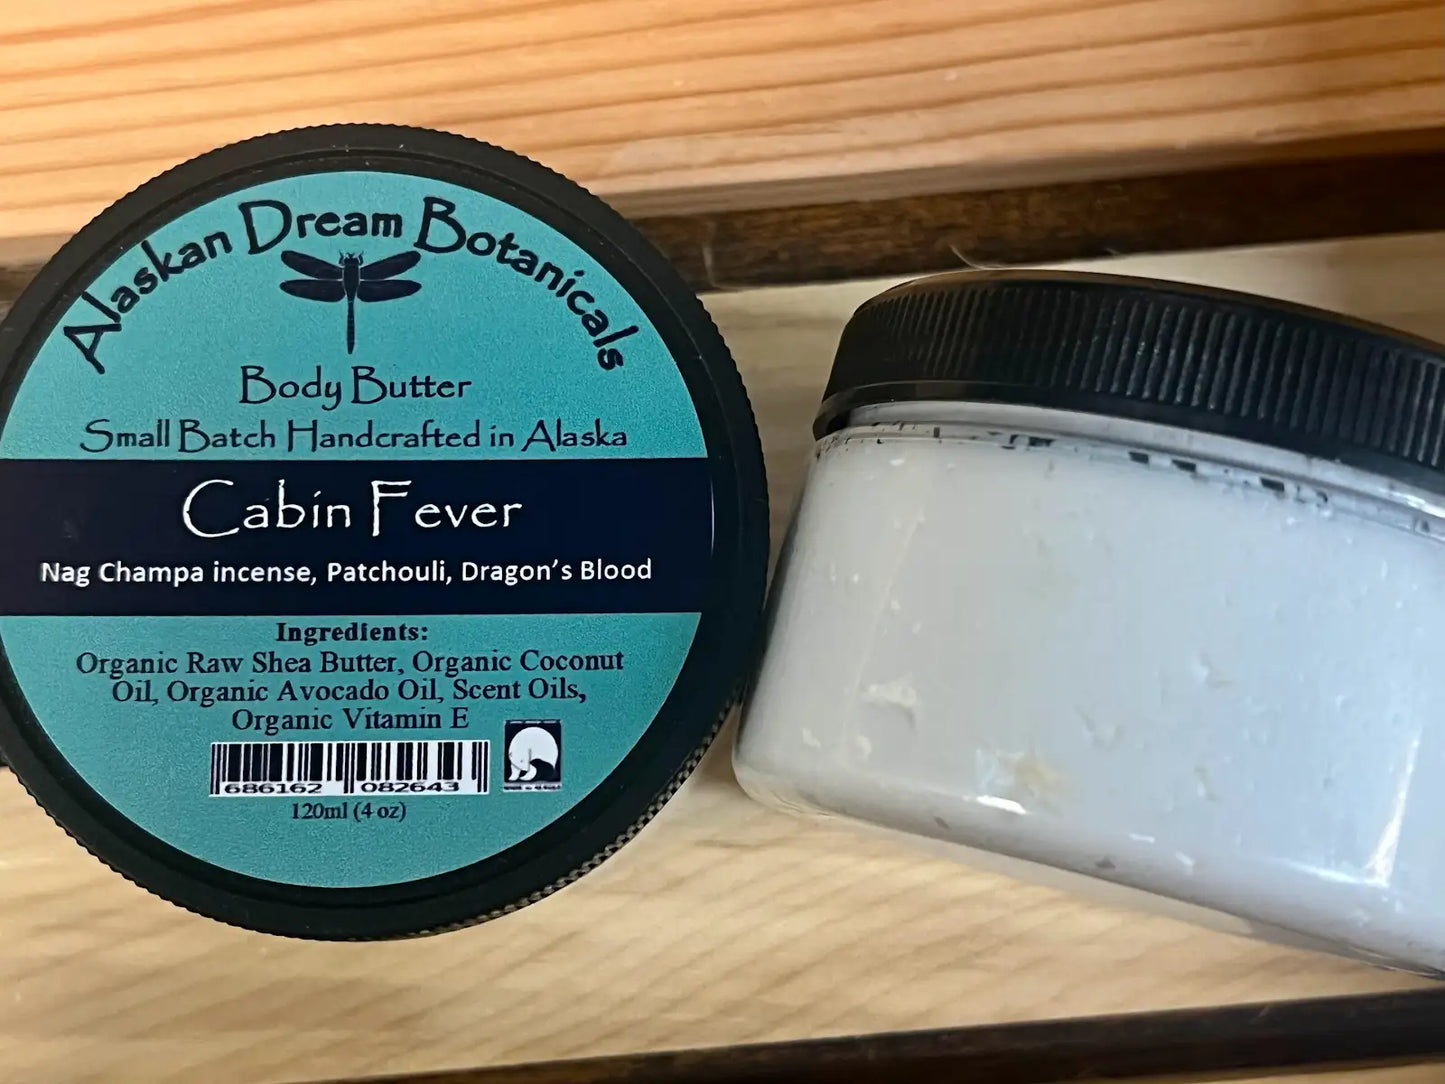 Alaskan Dream Botanicals
Body Butter
Small Batch Handcrafted in Alaska
Cabin Fever
Nag Champa incense, Patchouli, Dragon's Blood
Ingredients:
Organic Raw Shea Butter, Organic Coconut
Oil, Organic Avocado Oil, Scent Oils,
Organic Vitamin E
686162 082643
120ml (4 oz)